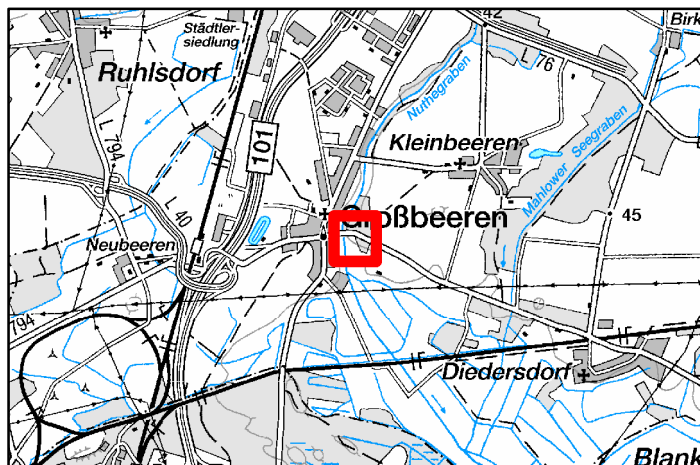 42
Birk
Städtler-
siedlung
L 76
Ruhlsdorf
Nuthegraben
101
Kleinbeeren
L 794
Mahlower Seegraben
L 40
Großbeeren
45
Neubeeren
794
Diedersdorf
Blank